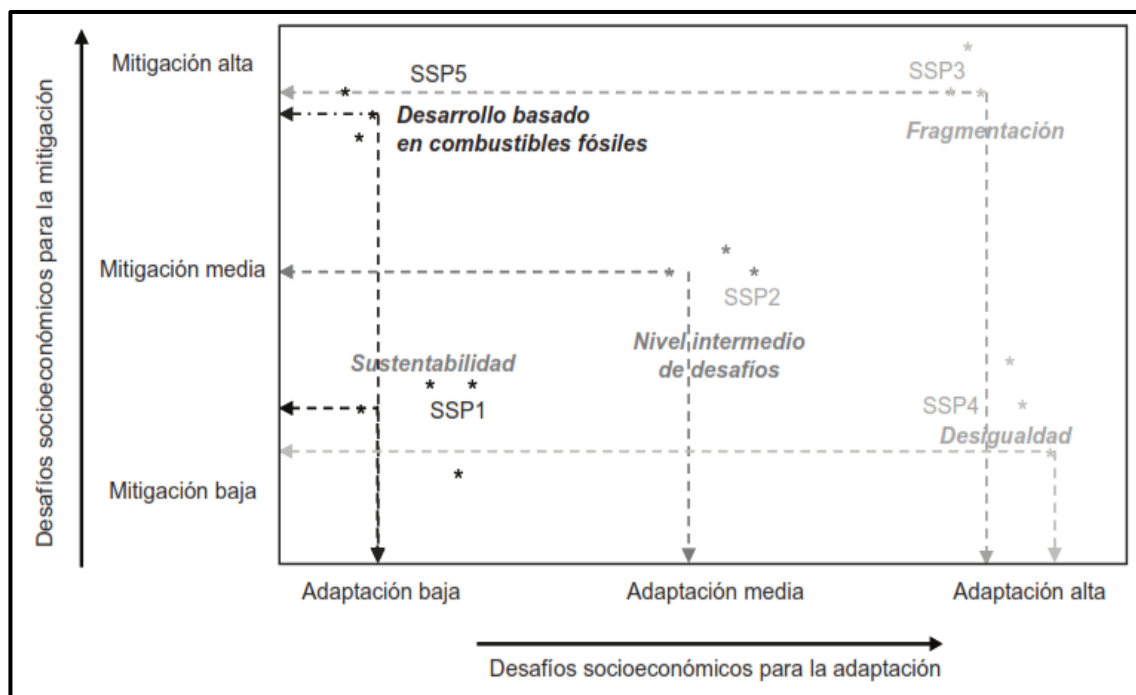 Desafíos socioeconómicos para la mitigación
Mitigación alta
SSP5
SSP3
Desarrollo basado
en combustibles fósiles
Fragmentación
Mitigación media
SSP2
Nivel intermedio
de desafíos
Sustentabilidad
SSP1
SSP4
Desigualdad
Mitigación baja
Adaptación baja
Adaptación media
Adaptación alta
Desafíos socioeconómicos para la adaptación